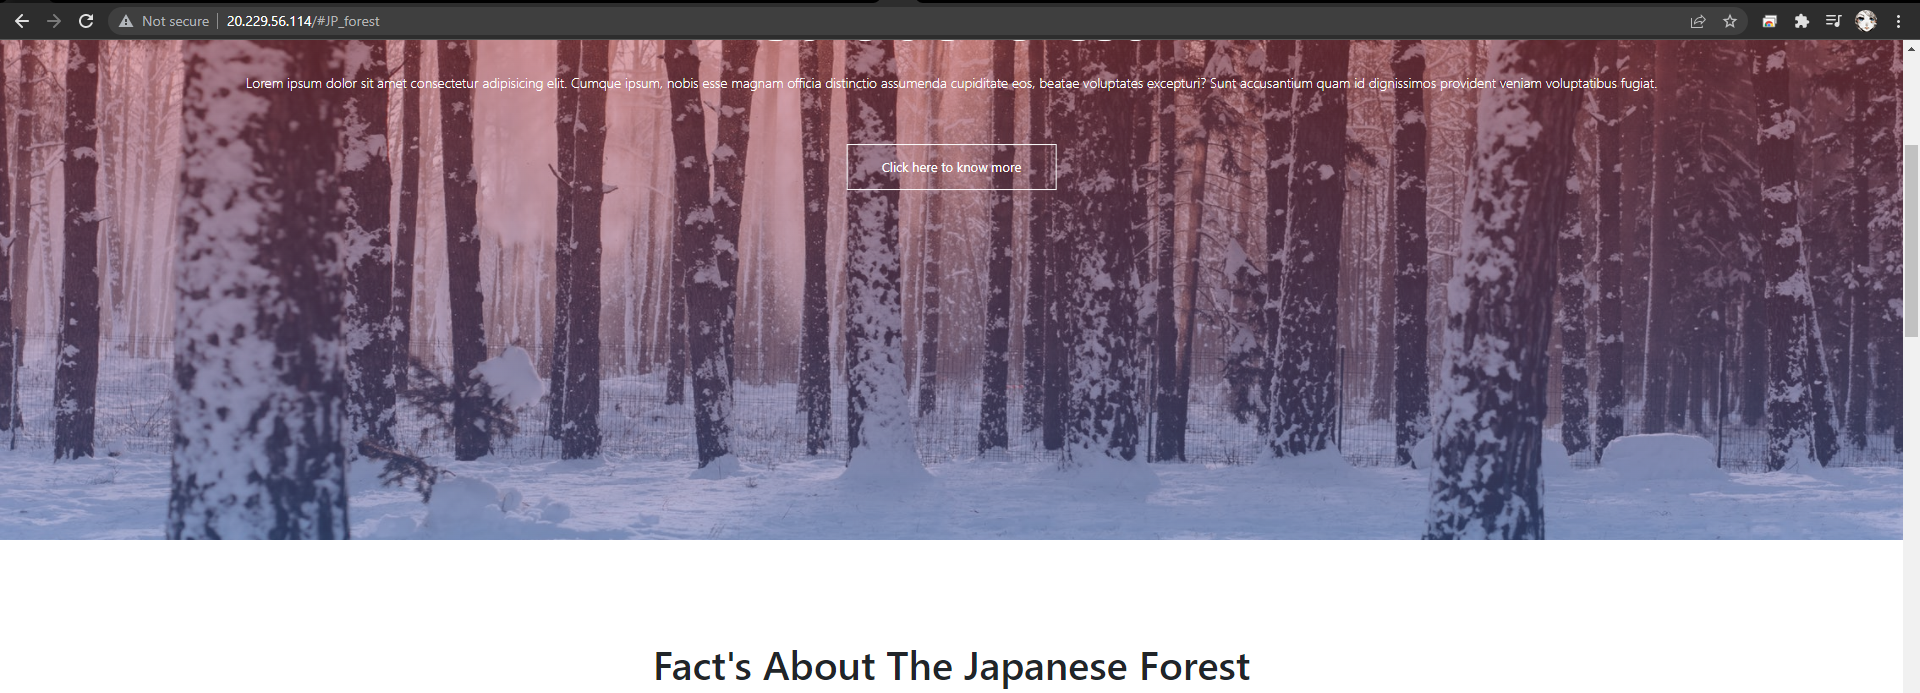 Not secure
20.229.56.114/#JP_forest
Lorem ipsum dolor sit amet consectetur adipisicing elit. Cumque ipsum, nobis esse magnam officia distinctio assumenda cupiditate eos, beatae voluptates excepturi? Sunt accusantium quam id dignissimos provident veniam voluptatibus fugiat.
Click here to know more
Fact's About The Japanese Forest